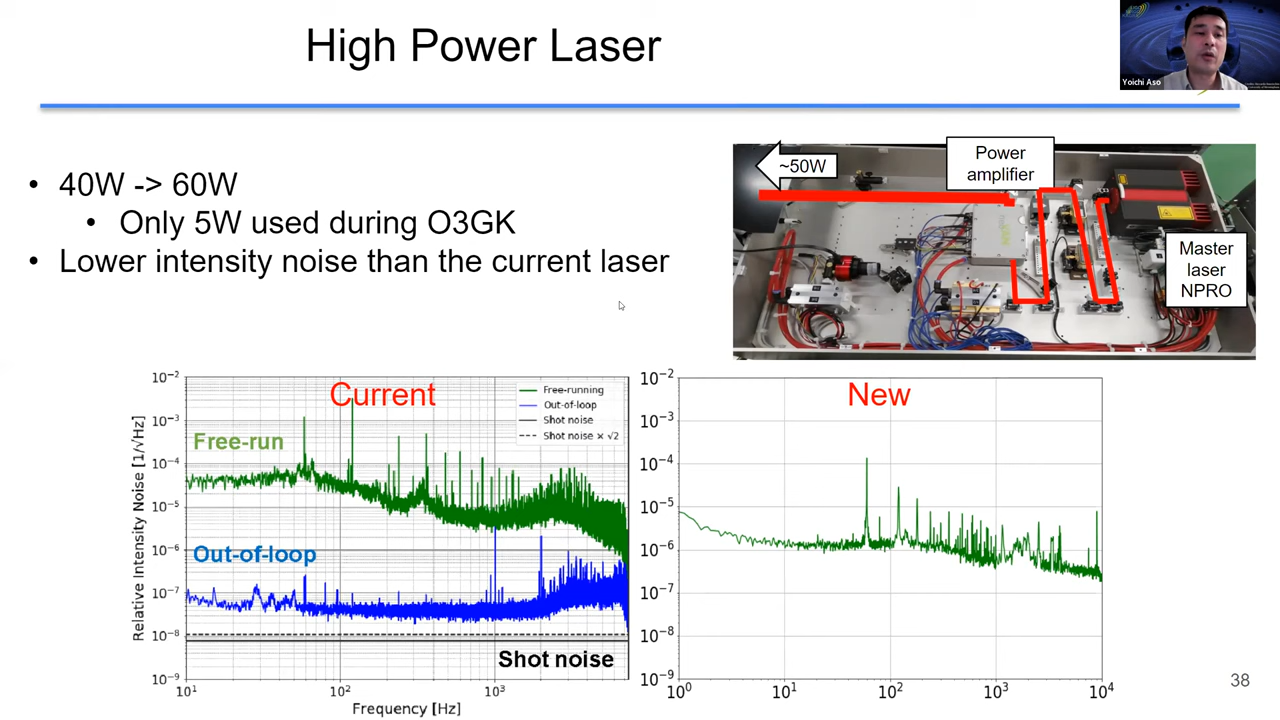 High Power Laser
Yoichi Aso
• 40W -> 60W
• Only 5W used during O3GK
• Lower intensity noise than the current laser
~50W
Power
amplifier
Master
laser
NPRO
Current
Free-running
Out-of-loop
Shot noise
Shot noise × √2
Free-run
Out-of-loop
Shot noise
Relative Intensity Noise [1/√Hz]
10⁻²
10⁻³
10⁻⁴
10⁻⁵
10⁻⁶
10⁻⁷
10⁻⁸
10⁻⁹
10¹
10²
10³
Frequency [Hz]
New
10⁻²
10⁻³
10⁻⁴
10⁻⁵
10⁻⁶
10⁻⁷
10⁻⁸
10⁻⁹
10⁰
10¹
10²
10³
10⁴
38